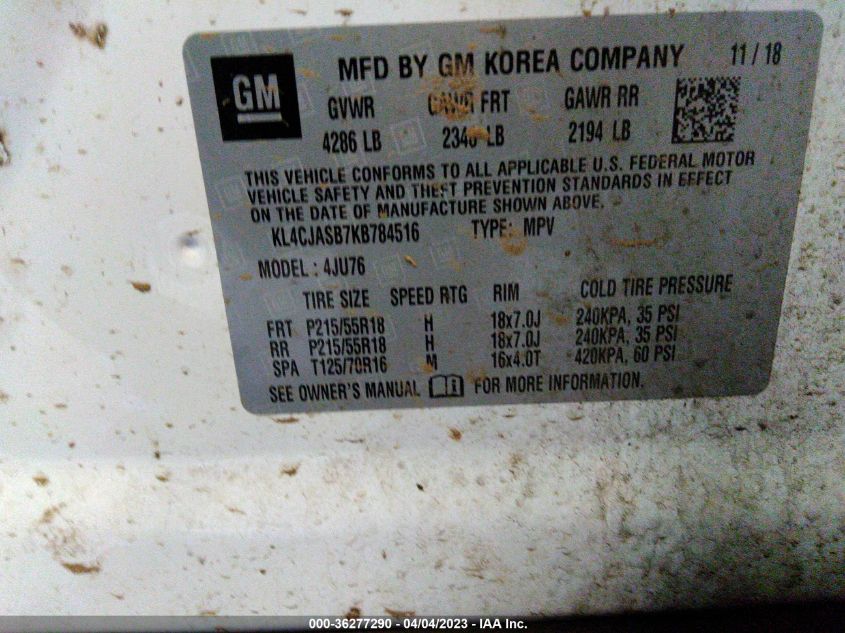 GM
MFD BY GM KOREA COMPANY 11/18
GVWR GAWR FRT GAWR RR
4286 LB LB 2194 LB
THIS VEHICLE CONFORMS TO ALL APPLICABLE U.S. FEDERAL MOTOR
VEHICLE SAFETY AND THEFT PREVENTION STANDARDS IN EFFECT
ON THE DATE OF MANUFACTURE SHOWN ABOVE.
KL4CJASB7KB784516 TYPE: MPV
MODEL : 4JU76
TIRE SIZE SPEED RTG RIM COLD TIRE PRESSURE
FRT P215/55R18 H 18x7.0J 240KPA, 35 PSI
RR P215/55R18 H 18x7.0J 240KPA, 35 PSI
SPA T125/70R16 M 16x4.0T 420KPA, 60 PSI
SEE OWNER'S MANUAL FOR MORE INFORMATION.
000-36277290 - 04/04/2023 - IAA Inc.